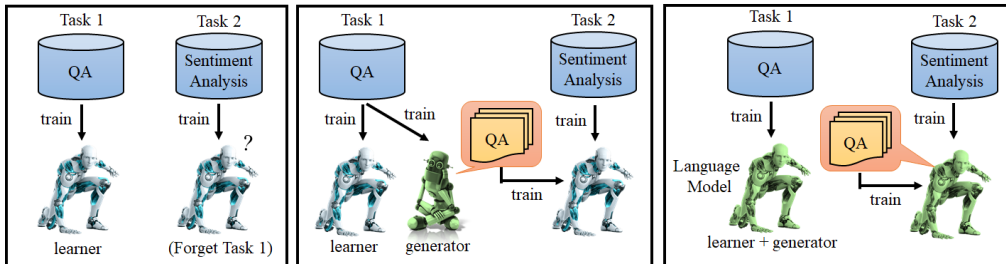 Task 1
Task 2
QA
Sentiment
Analysis
train
train
?
learner
(Forget Task 1)
Task 1
Task 2
QA
Sentiment
Analysis
train
train
QA
train
train
learner
generator
Task 1
Task 2
QA
Sentiment
Analysis
train
train
QA
Language
Model
train
learner + generator